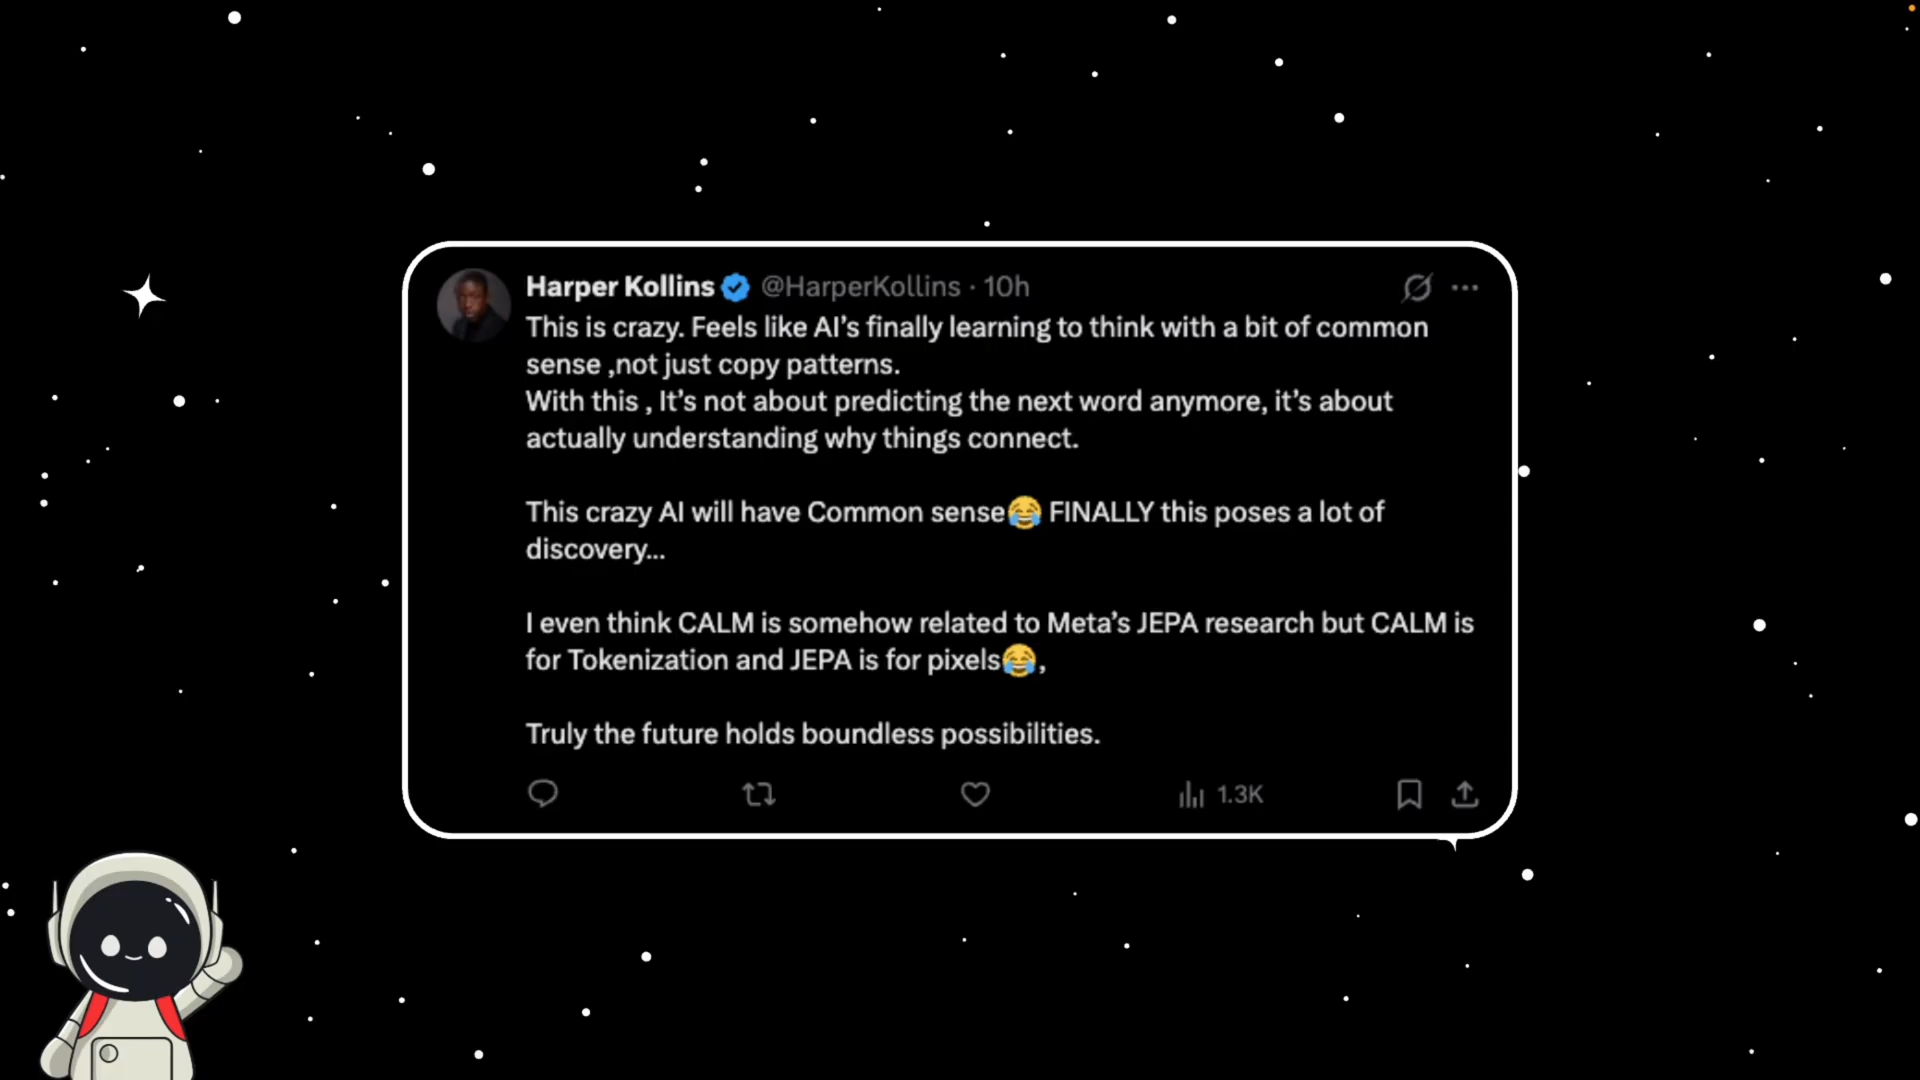 Harper Kollins @HarperKollins · 10h
This is crazy. Feels like AI’s finally learning to think with a bit of common
sense ,not just copy patterns.
With this , It’s not about predicting the next word anymore, it’s about
actually understanding why things connect.
This crazy AI will have Common sense😂 FINALLY this poses a lot of
discovery...
I even think CALM is somehow related to Meta’s JEPA research but CALM is
for Tokenization and JEPA is for pixels😂,
Truly the future holds boundless possibilities.
1.3K